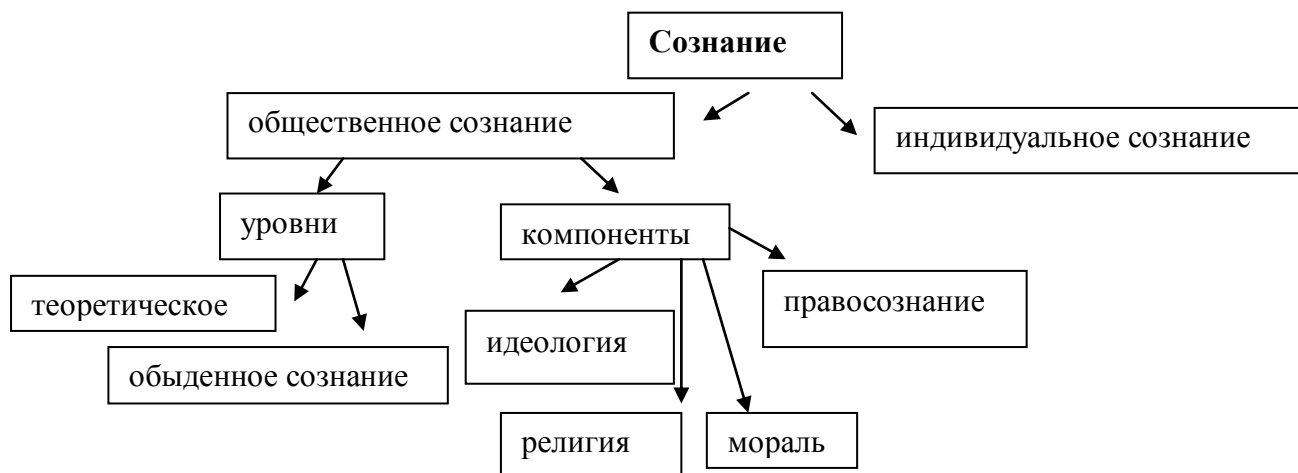 Сознание
общественное сознание
индивидуальное сознание
уровни
компоненты
теоретическое
правосознание
идеология
обыденное сознание
религия
мораль